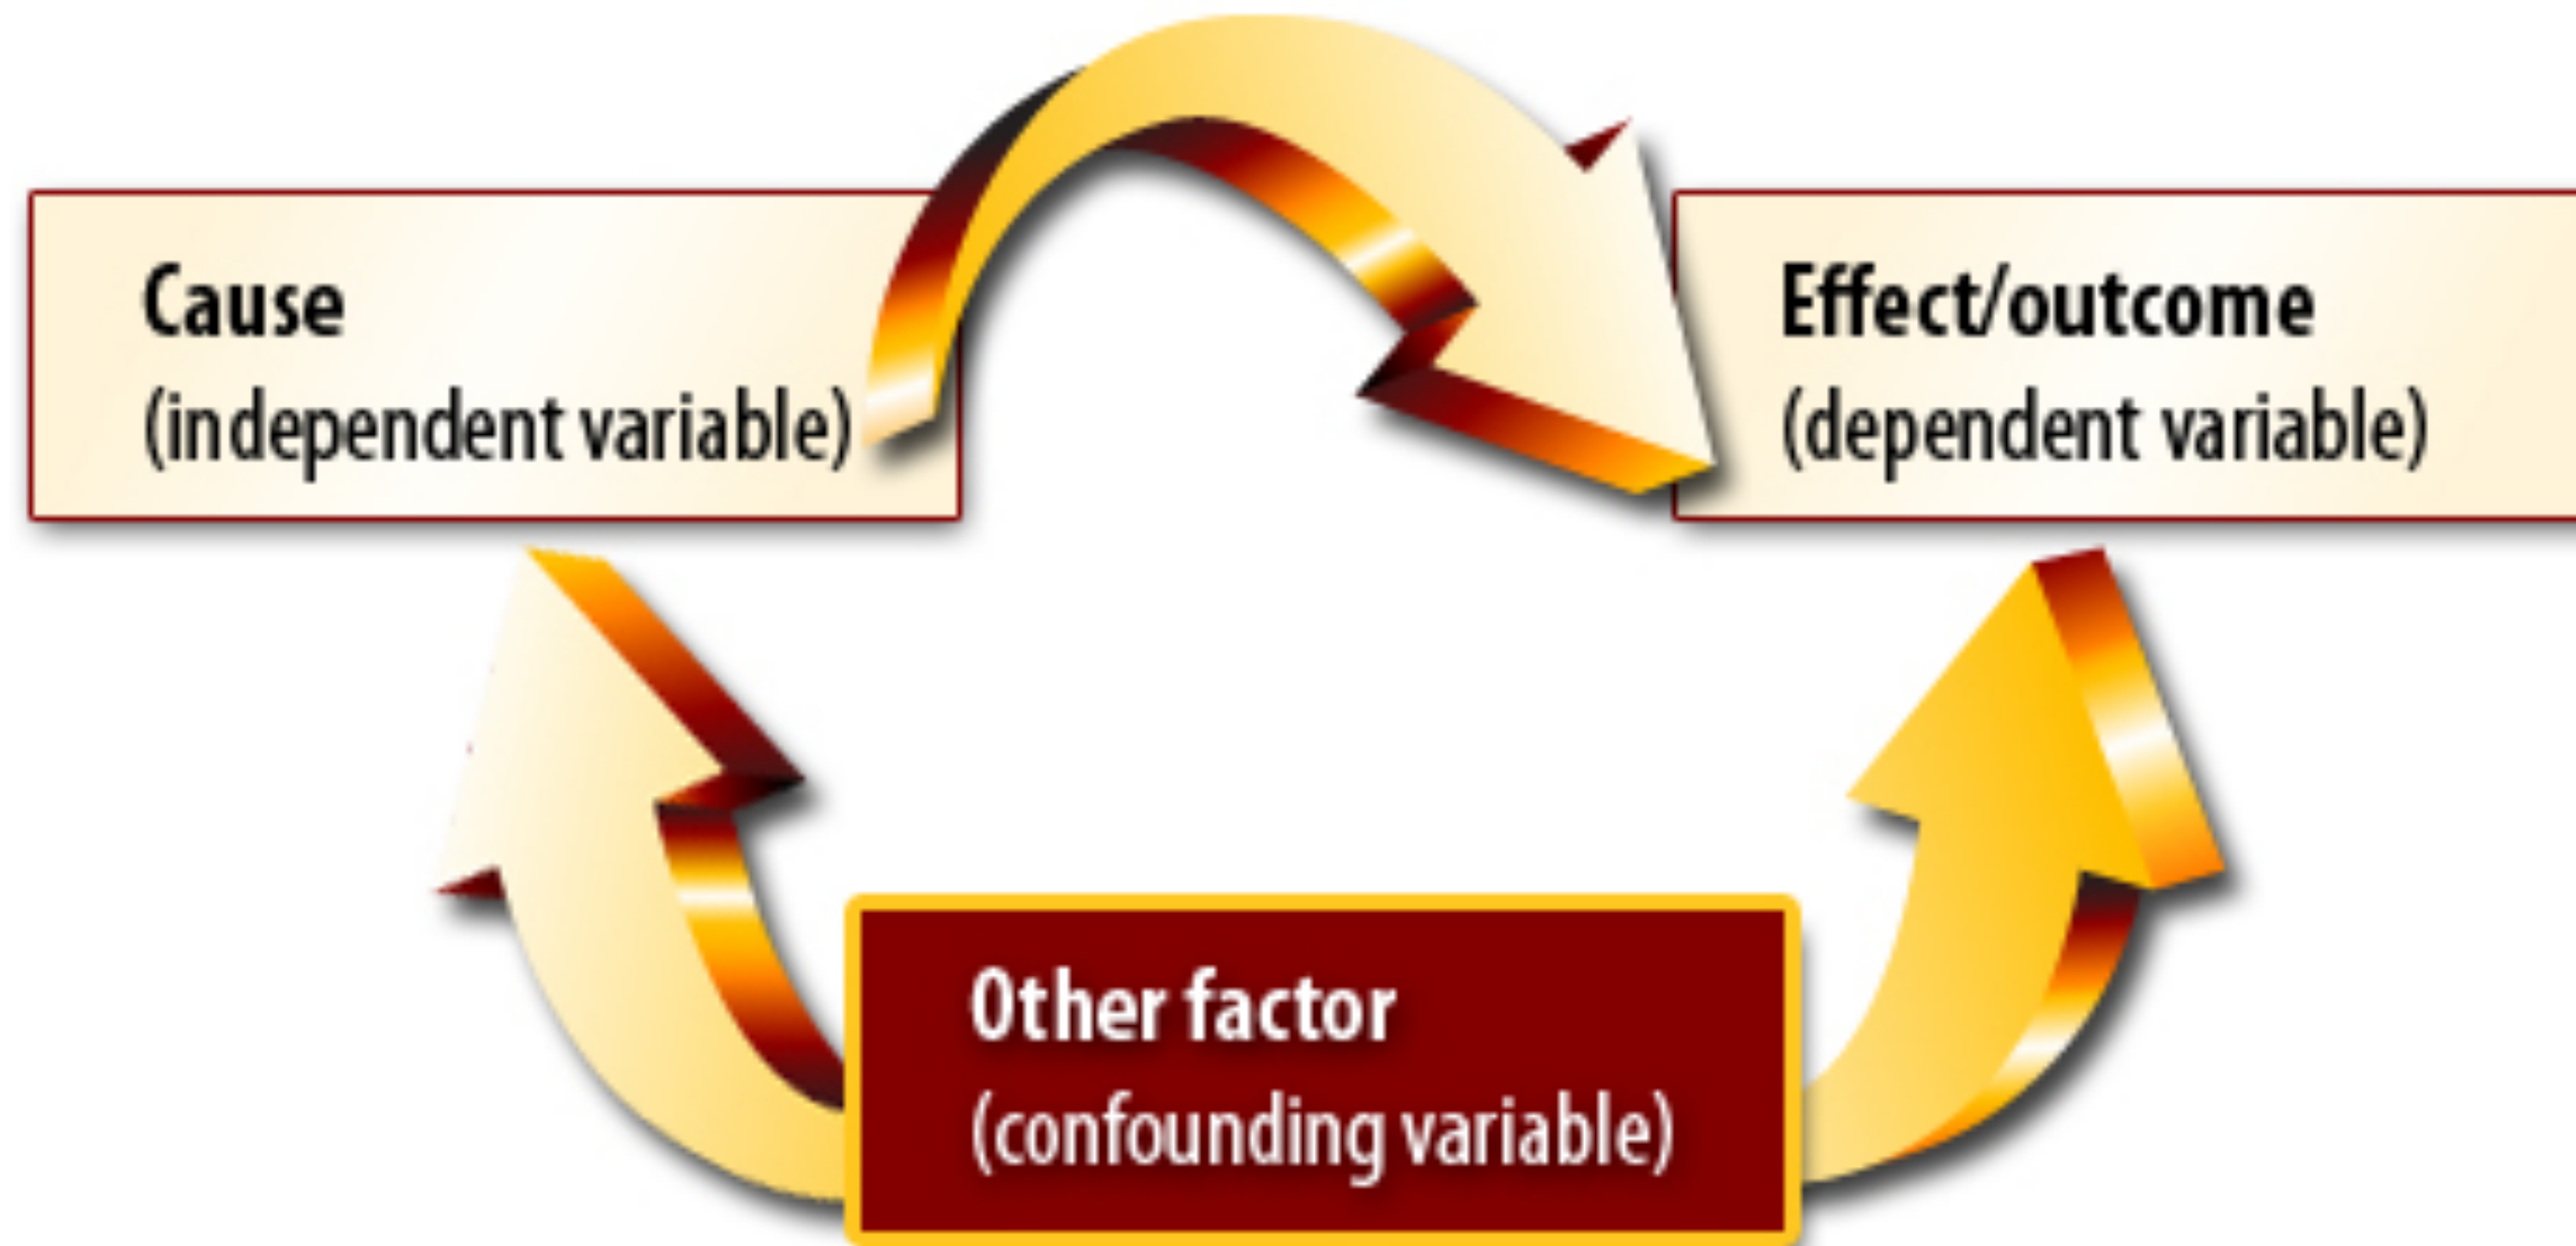 Cause
(independent variable)
Effect/outcome
(dependent variable)
Other factor
(confounding variable)